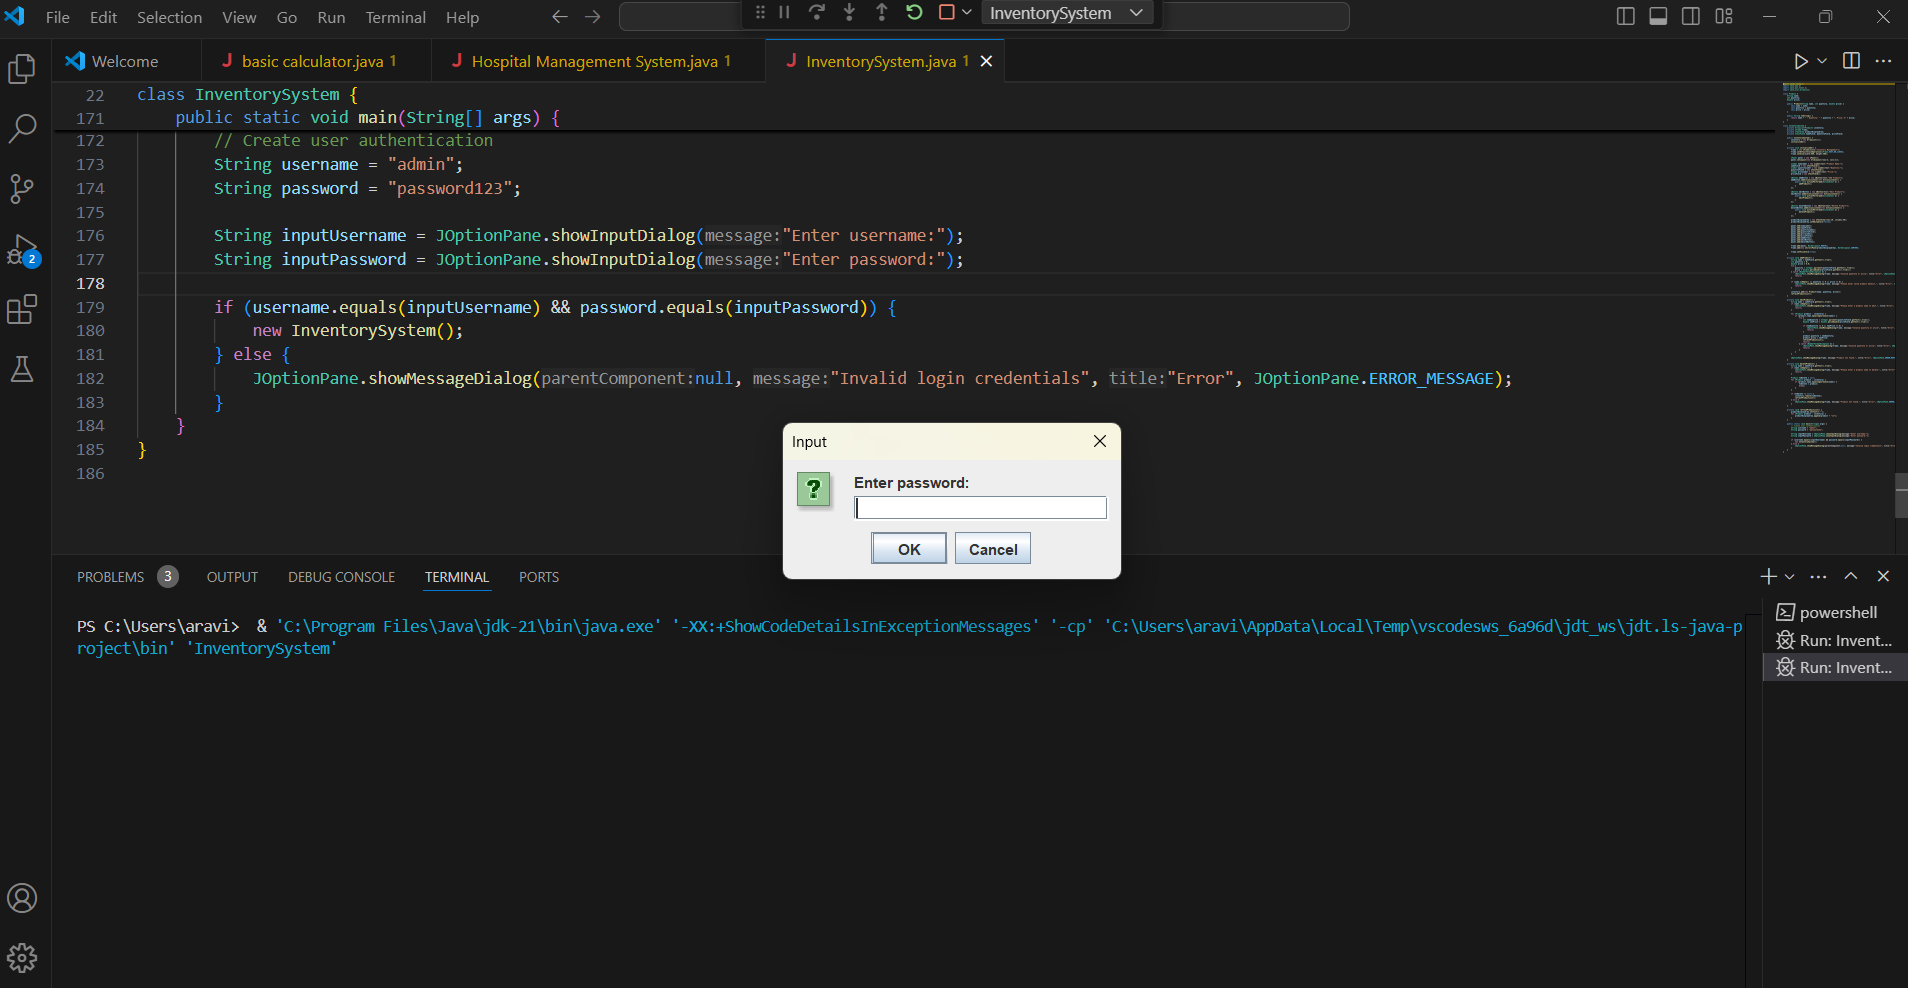 File Edit Selection View Go Run Terminal Help
InventorySystem
Welcome
J basic calculator.java 1
J Hospital Management System.java 1
J InventorySystem.java 1
22 class InventorySystem {
171 public static void main(String[] args) {
172 // Create user authentication
173 String username = "admin";
174 String password = "password123";
175
176 String inputUsername = JOptionPane.showInputDialog(message:"Enter username:");
177 String inputPassword = JOptionPane.showInputDialog(message:"Enter password:");
178
179 if (username.equals(inputUsername) && password.equals(inputPassword)) {
180 new InventorySystem();
181 } else {
182 JOptionPane.showMessageDialog(parentComponent:null, message:"Invalid login credentials", title:"Error", JOptionPane.ERROR_MESSAGE);
183 }
184 }
185 }
186
2
Input
?
Enter password:
OK Cancel
PROBLEMS 3 OUTPUT DEBUG CONSOLE TERMINAL PORTS
PS C:\Users\aravi> & 'C:\Program Files\Java\jdk-21\bin\java.exe' '-XX:+ShowCodeDetailsInExceptionMessages' '-cp' 'C:\Users\aravi\AppData\Local\Temp\vscodesws_6a96d\jdt_ws\jdt.ls-java-p
roject\bin' 'InventorySystem'
powershell
Run: Invent...
Run: Invent...